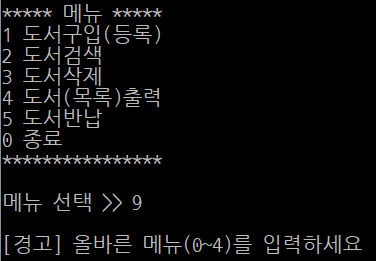 ***** 메뉴 *****
1 도서구입(등록)
2 도서검색
3 도서삭제
4 도서(목록)출력
5 도서반납
0 종료
****************
메뉴 선택 >> 9
[경고] 올바른 메뉴(0~4)를 입력하세요